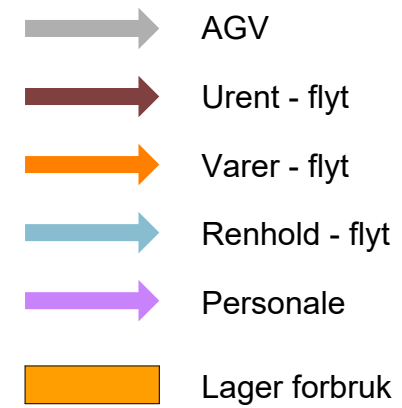 AGV
Urent - flyt
Varer - flyt
Renhold - flyt
Personale
Lager forbruk